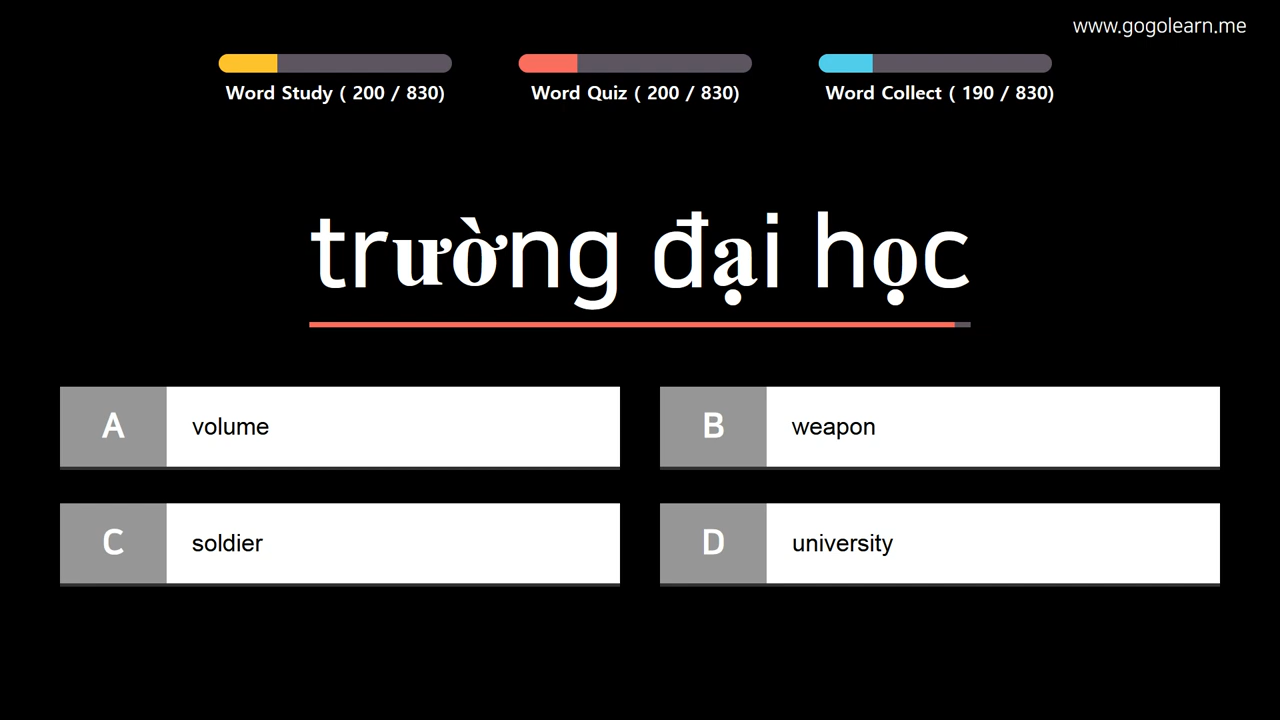 www.gogolearn.me
Word Study ( 200 / 830)
Word Quiz ( 200 / 830)
Word Collect ( 190 / 830)
trường đại học
A
volume
B
weapon
C
soldier
D
university